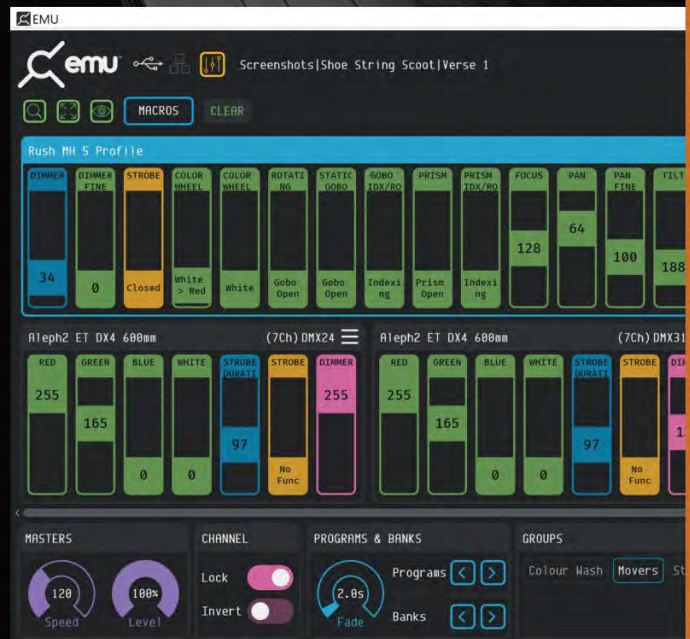 EMU
emu
Screenshots|Shoe String Scoot|Verse 1
MACROS CLEAR
Rush MH 5 Profile
DIMMER DIMMER FINE STROBE COLOR WHEEL COLOR WHEEL ROTATI NG STATIC GOBO GOBO IDX/RO PRISM PRISM IDX/RO FOCUS PAN PAN FINE TILT
34 0 Closed White > Red White Gobo Open Gobo Open Indexi ng Prism Open Indexi ng 128 64 100 188
Aleph2 ET DX4 600mm (7Ch) DMX24 Aleph2 ET DX4 600mm (7Ch) DMX31
RED GREEN BLUE WHITE STROBE DURATI STROBE DIMMER RED GREEN BLUE WHITE STROBE DURATI STROBE
255 165 0 0 97 No Func 255 255 165 0 0 97 No Func
MASTERS CHANNEL PROGRAMS & BANKS GROUPS
120 Speed 100% Level
Lock
Invert
2.0s Fade
Programs < >
Banks < >
Colour Wash Movers St